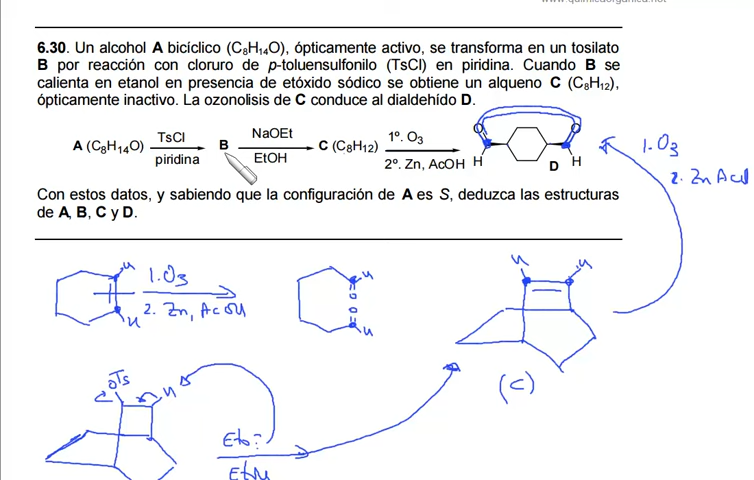 www.quimicaorganica.net
6.30. Un alcohol A bicíclico (C₈H₁₄O), ópticamente activo, se transforma en un tosilato
B por reacción con cloruro de p-toluensulfonilo (TsCl) en piridina. Cuando B se
calienta en etanol en presencia de etóxido sódico se obtiene un alqueno C (C₈H₁₂),
ópticamente inactivo. La ozonolisis de C conduce al dialdehído D.
A (C₈H₁₄O) TsCl piridina B NaOEt EtOH C (C₈H₁₂) 1º. O₃ 2º. Zn, AcOH O H D O H
1. O₃
2. Zn AcOH
Con estos datos, y sabiendo que la configuración de A es S, deduzca las estructuras
de A, B, C y D.
H H 1. O₃ 2. Zn, AcOH H O O H
H H
(C)
OTs H
EtO:
EtOH